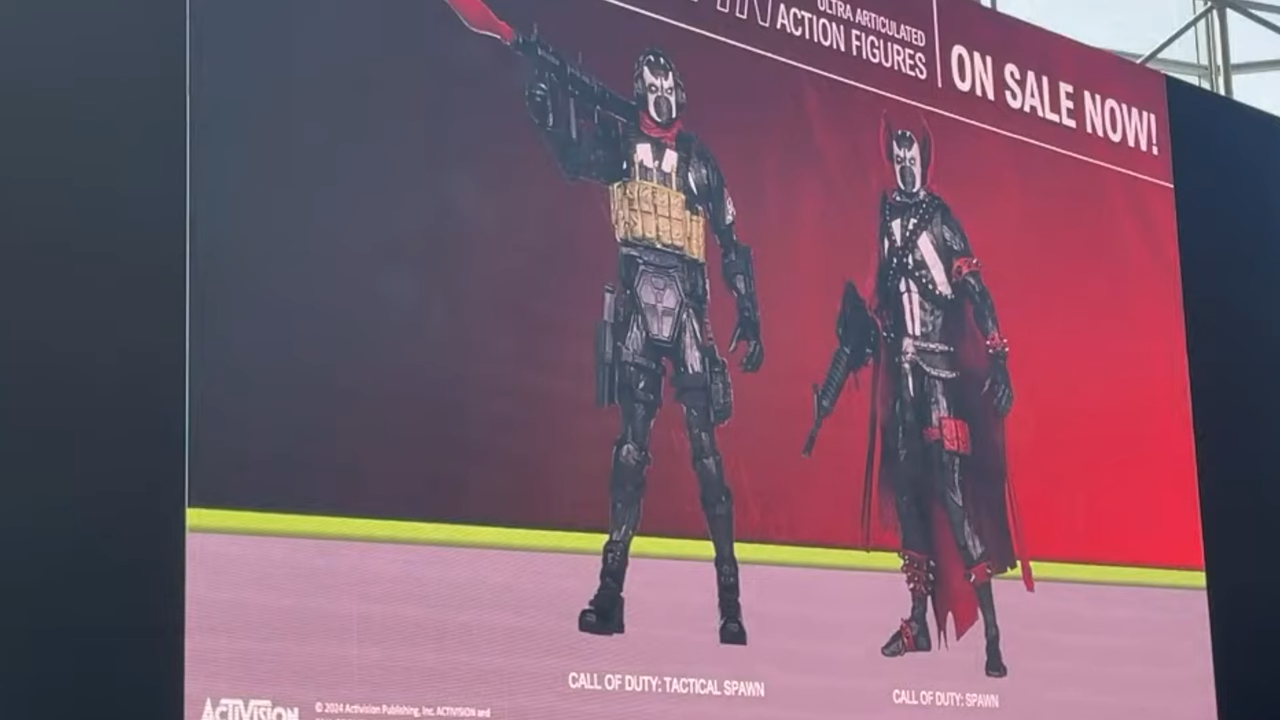 ULTRA ARTICULATED
ACTION FIGURES
ON SALE NOW!
CALL OF DUTY: TACTICAL SPAWN
CALL OF DUTY: SPAWN
ACTIVISION
© 2024 Activision Publishing, Inc. ACTIVISION and